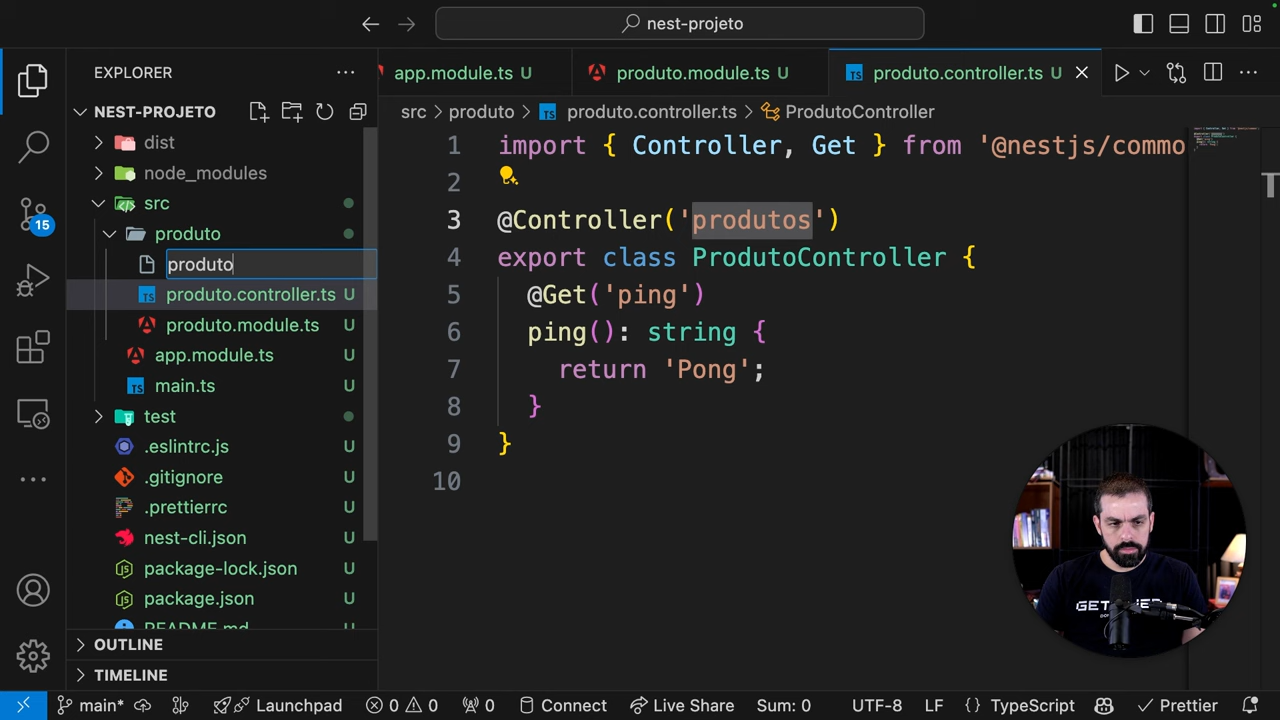 nest-projeto
EXPLORER
NEST-PROJETO
dist
node_modules
src
produto
produto
produto.controller.ts U
produto.module.ts U
app.module.ts U
main.ts U
test
.eslintrc.js U
.gitignore U
.prettierrc U
nest-cli.json U
package-lock.json U
package.json U
README.md U
OUTLINE
TIMELINE
15
app.module.ts U
produto.module.ts U
produto.controller.ts U
src > produto > TS produto.controller.ts > ProdutoController
1 import { Controller, Get } from '@nestjs/commo
2
3 @Controller('produtos')
4 export class ProdutoController {
5 @Get('ping')
6 ping(): string {
7 return 'Pong';
8 }
9 }
10
main* Launchpad 0 0 0 Connect Live Share Sum: 0 UTF-8 LF {} TypeScript Prettier